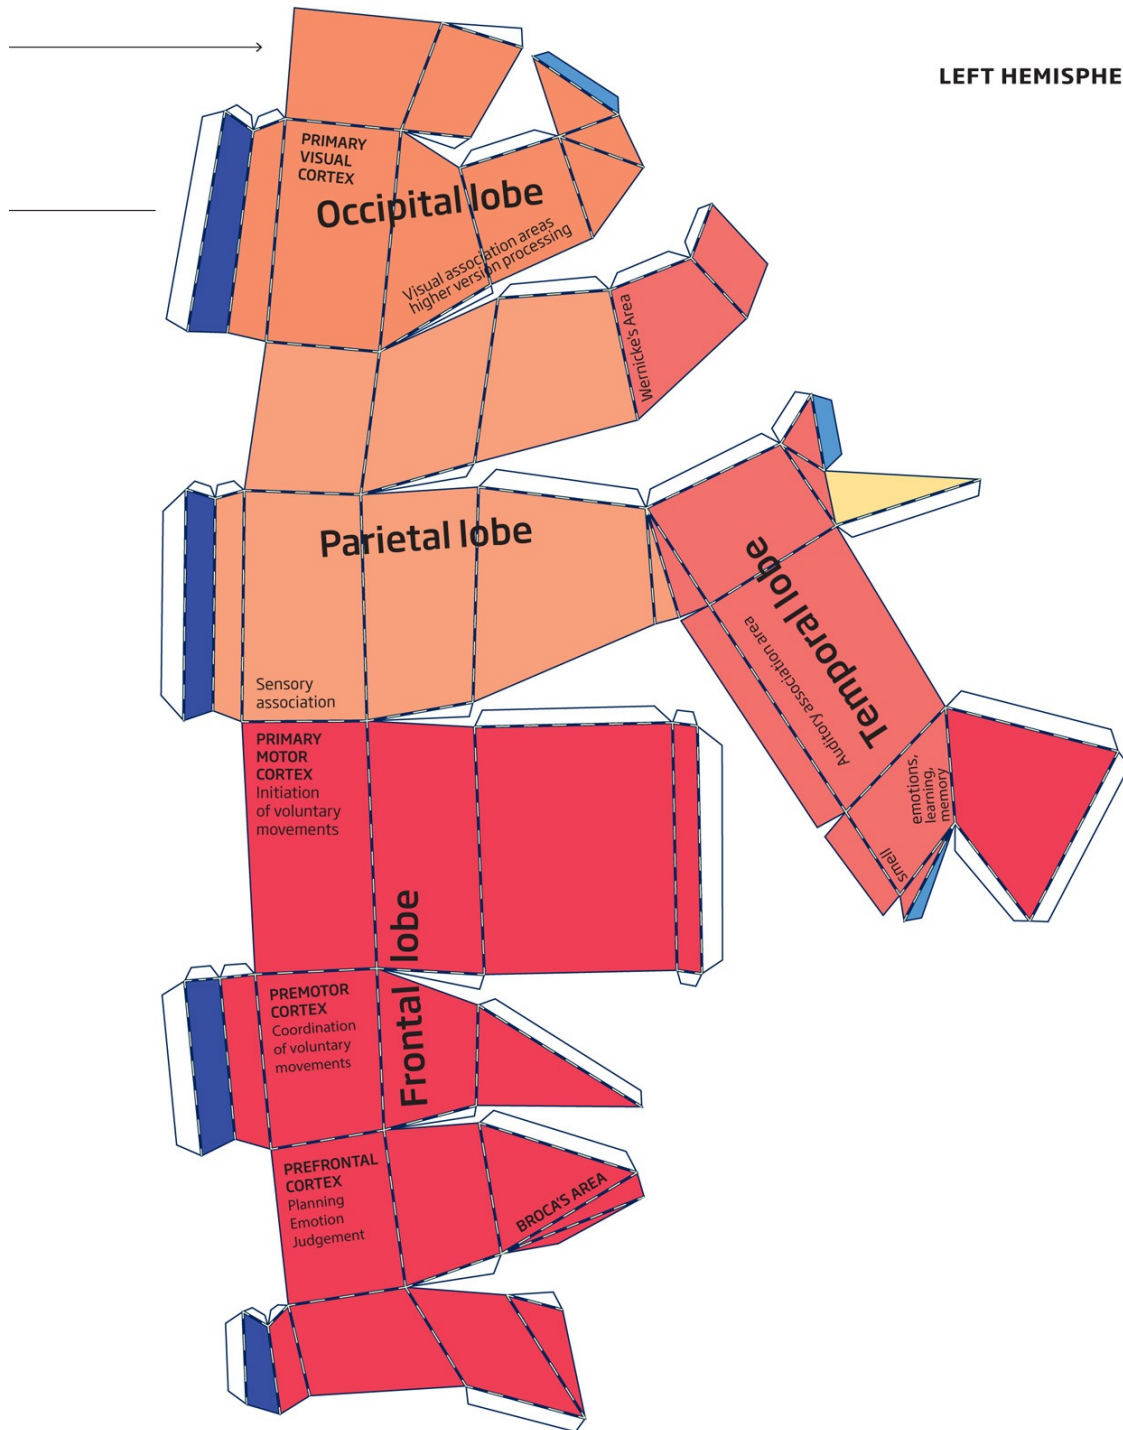 LEFT HEMISPHE
PRIMARY
VISUAL
CORTEX
Occipital lobe
Visual association areas
higher version processing
Wernicke's Area
Parietal lobe
Sensory
association
Temporal lobe
Auditory association area
emotions,
learning,
memory
smell
PRIMARY
MOTOR
CORTEX
Initiation
of voluntary
movements
Frontal lobe
PREMOTOR
CORTEX
Coordination
of voluntary
movements
PREFRONTAL
CORTEX
Planning
Emotion
Judgement
BROCA'S AREA